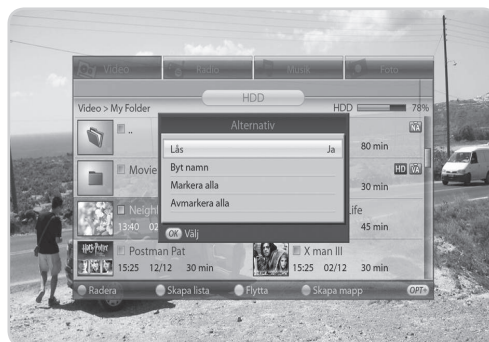 Video Radio Musik Foto
HDD
Video > My Folder HDD 78%
Alternativ
..
Lås Ja
80 min
Byt namn
Movie
Markera alla
30 min
Avmarkera alla
Neighb
Life
13:40 02
45 min
OK Välj
Postman Pat
X man III
15:25 12/12 30 min
15:25 02/12 30 min
Radera Skapa lista Flytta Skapa mapp OPT+